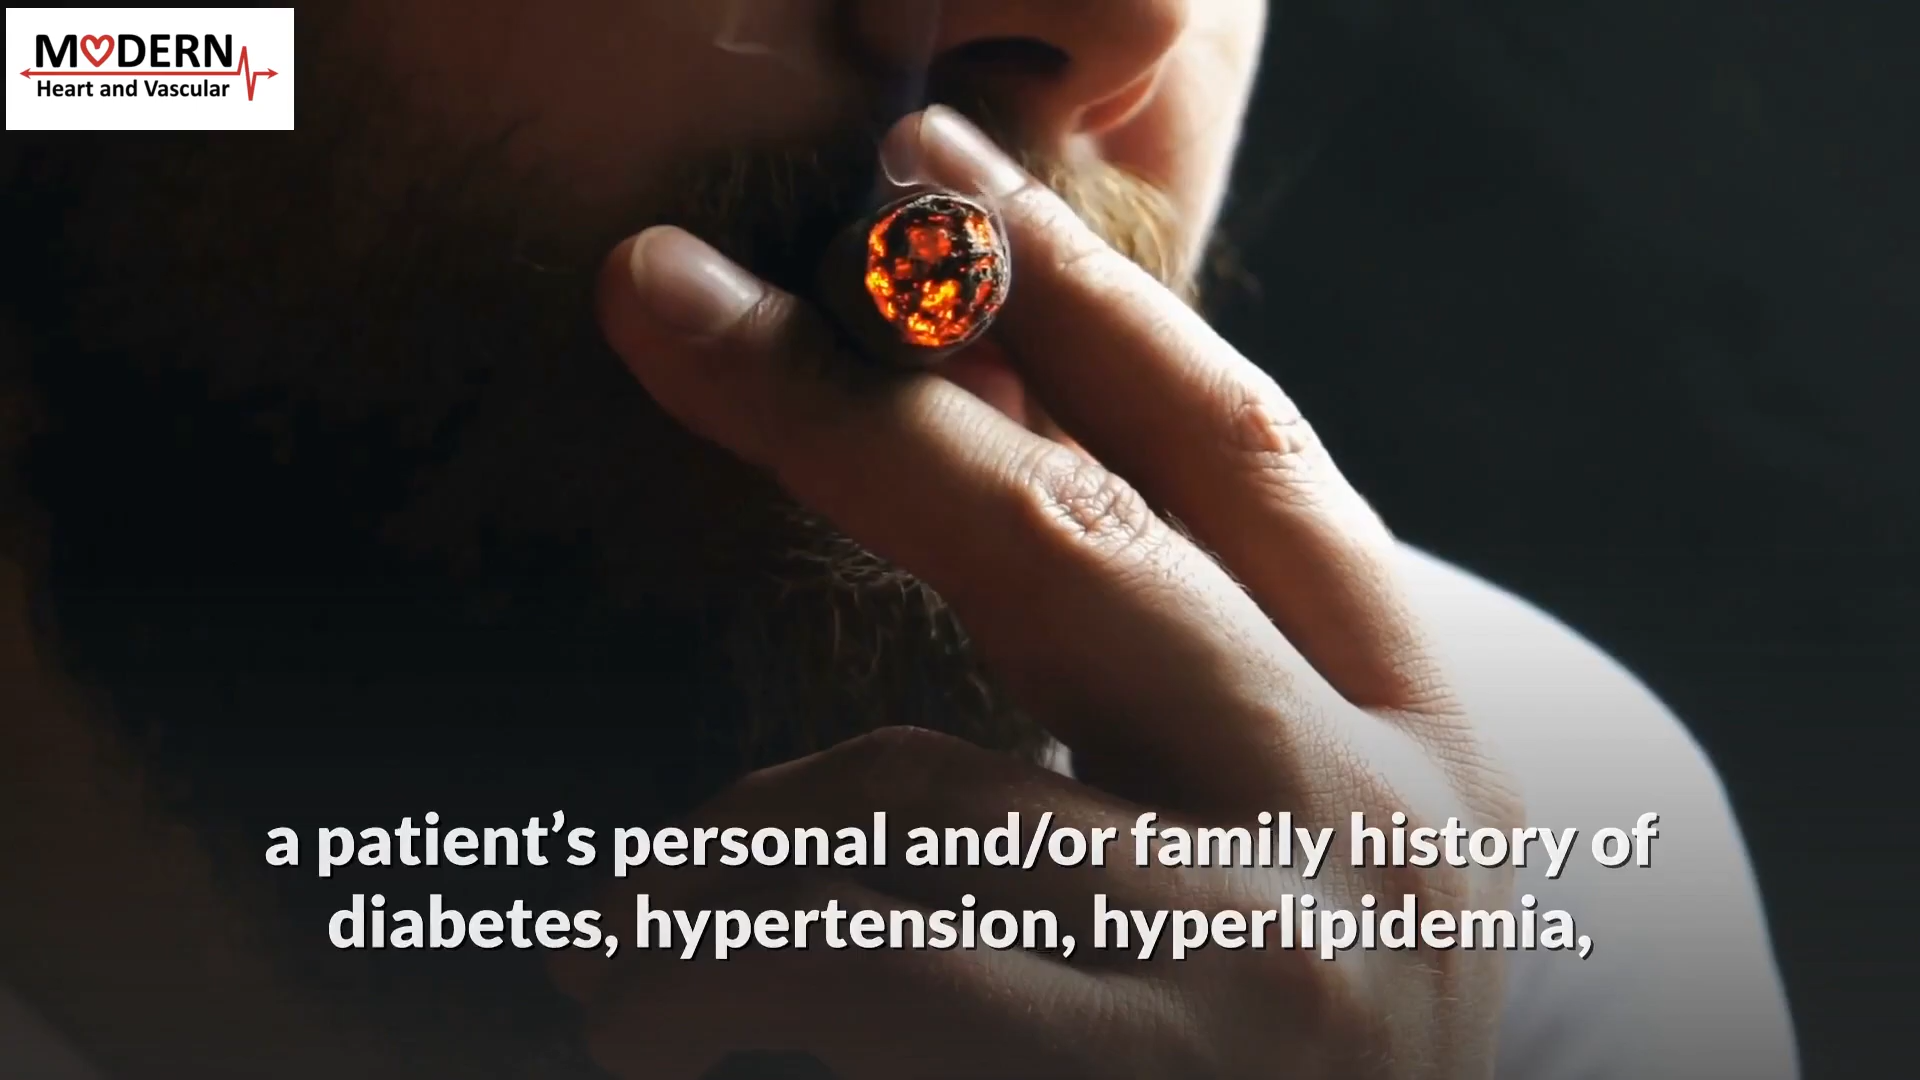 MODERN
Heart and Vascular
a patient’s personal and/or family history of
diabetes, hypertension, hyperlipidemia,